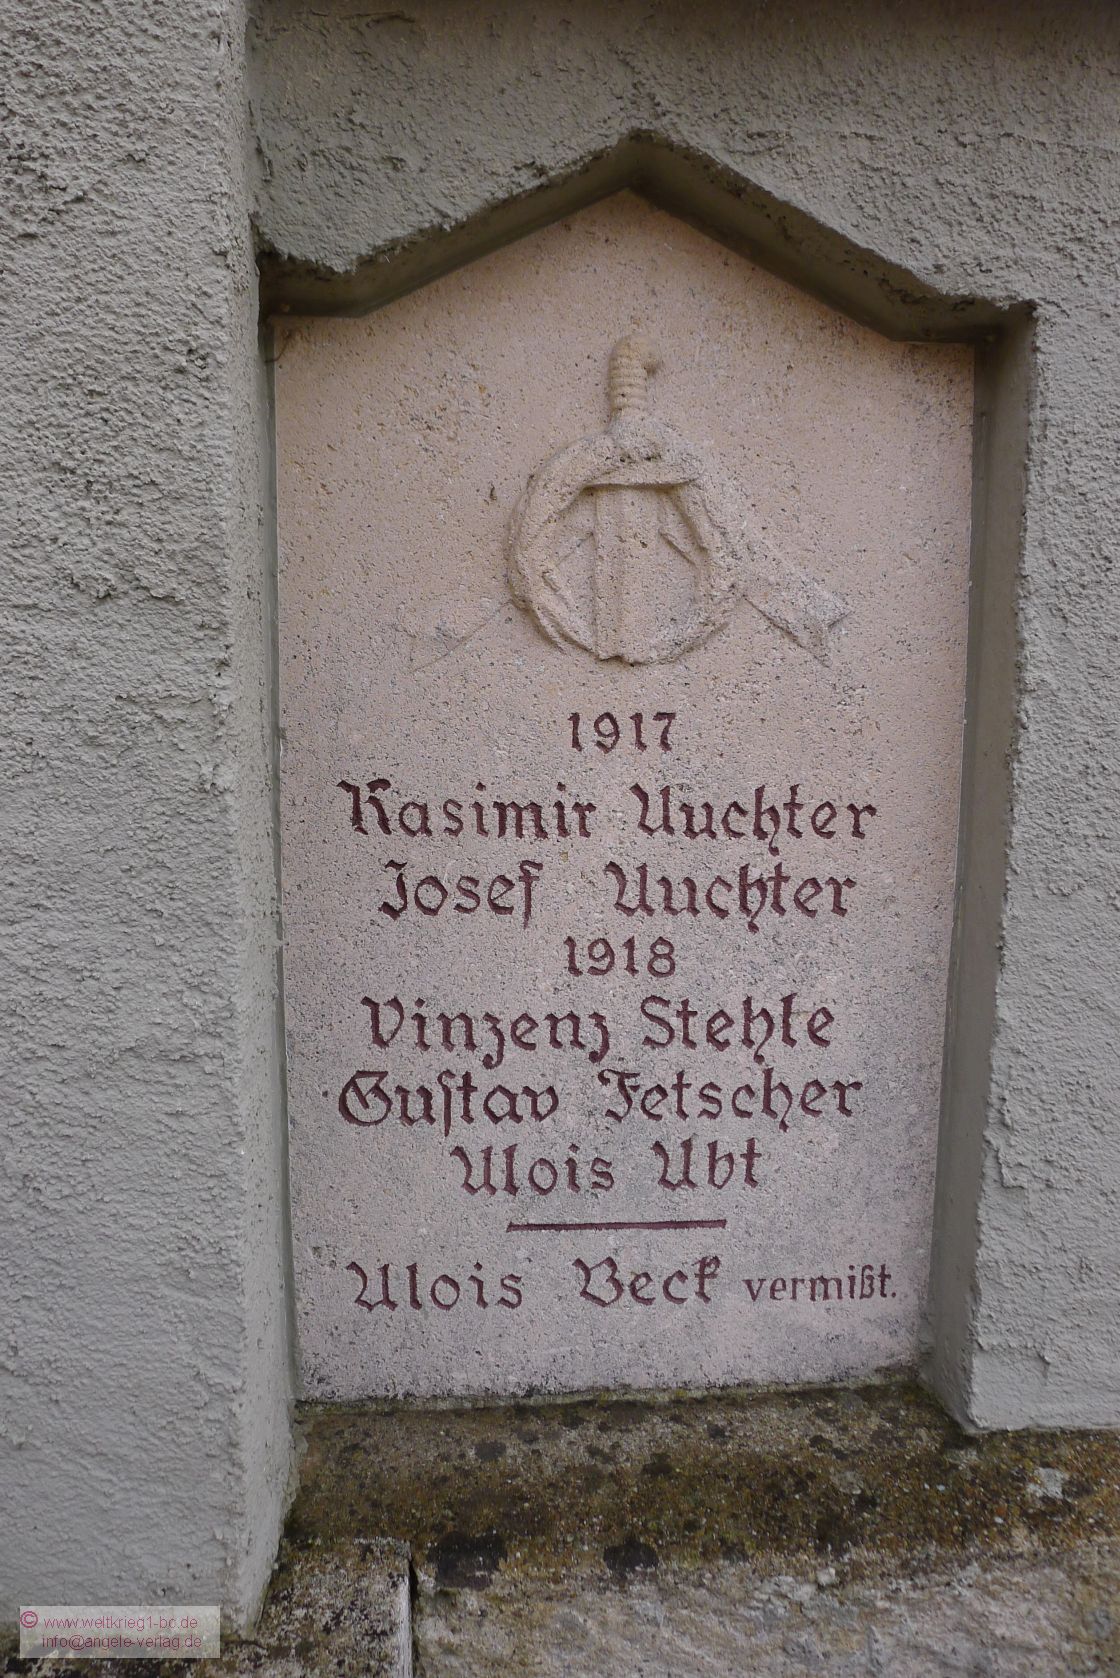 1917
Kasimir Auchter
Josef Auchter
1918
Vinzenz Stehle
Gustav Fetscher
Alois Abt
Alois Beck vermißt.
© www.weltkrieg1-bc.de
info@angele-verlag.de